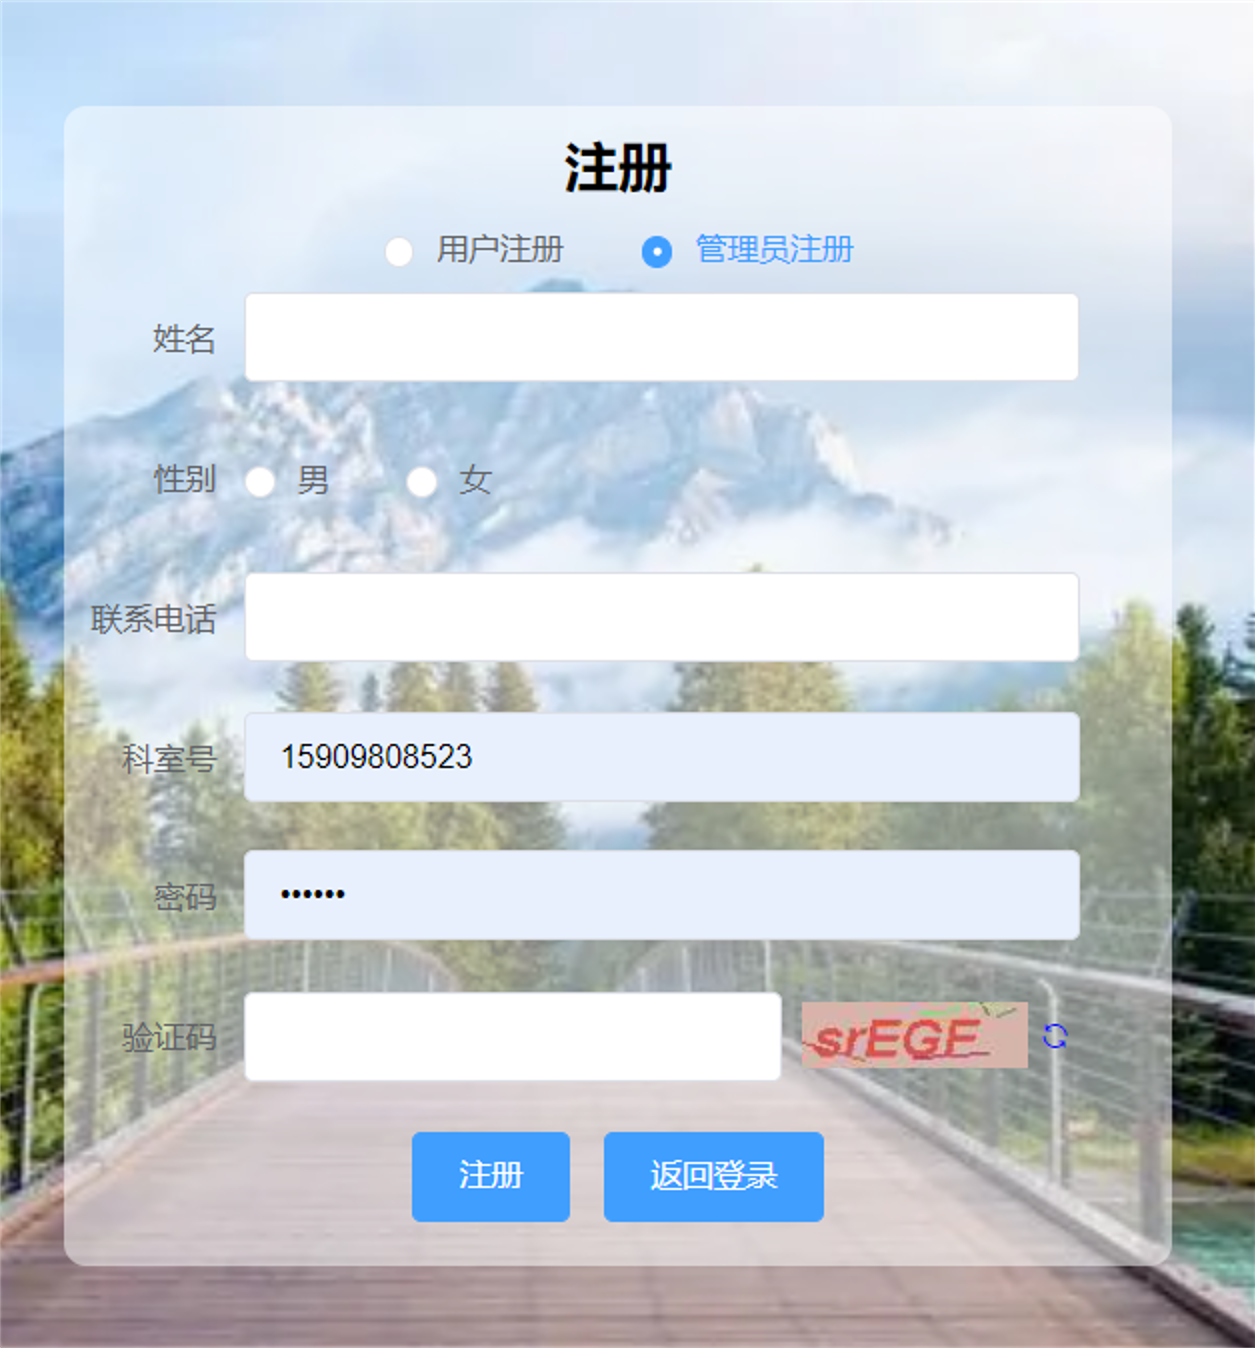 注册
用户注册 管理员注册
姓名
性别 男 女
联系电话
科室号 15909808523
密码 ••••••
验证码 srEGF
注册 返回登录